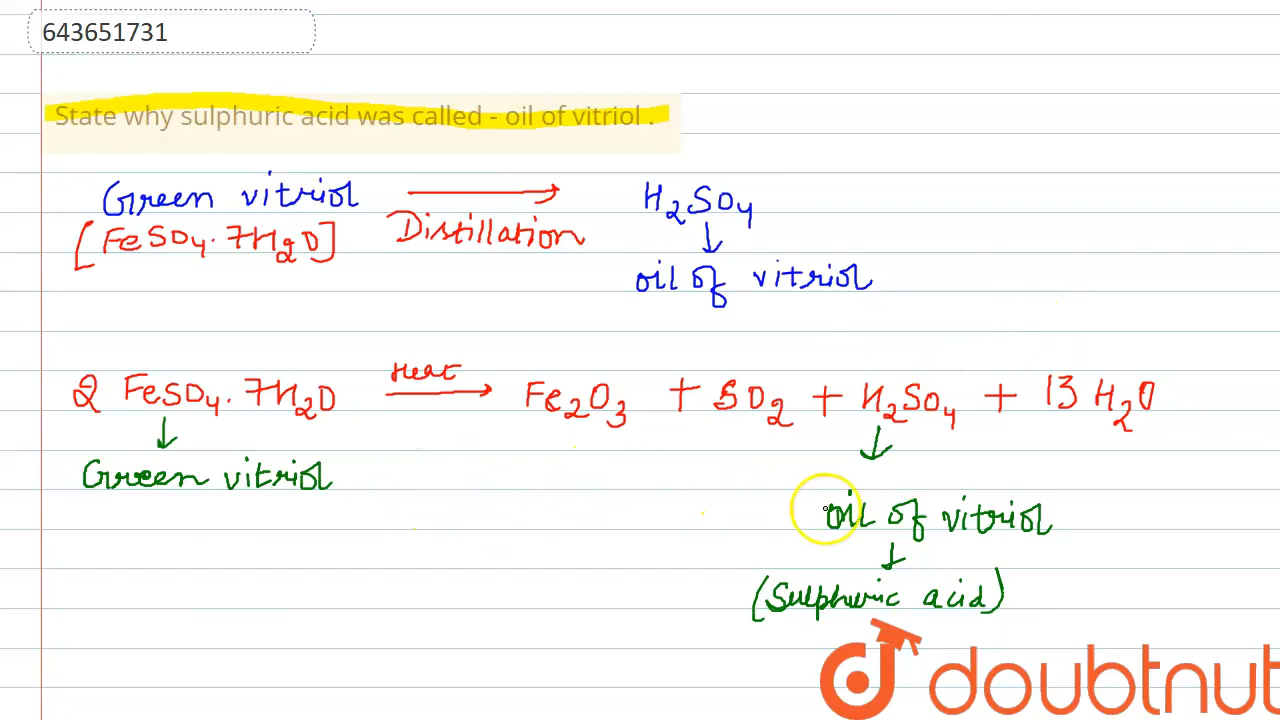 643651731
State why sulphuric acid was called - oil of vitriol .
Green vitriol ⟶ H₂SO₄
[FeSO₄.7H₂O] Distillation ↓
oil of vitriol
Heat
2 FeSO₄.7H₂O ⟶ Fe₂O₃ + SO₂ + H₂SO₄ + 13 H₂O
↓ ↓
Green vitriol
oil of vitriol
↓
(Sulphuric acid)
doubtnut